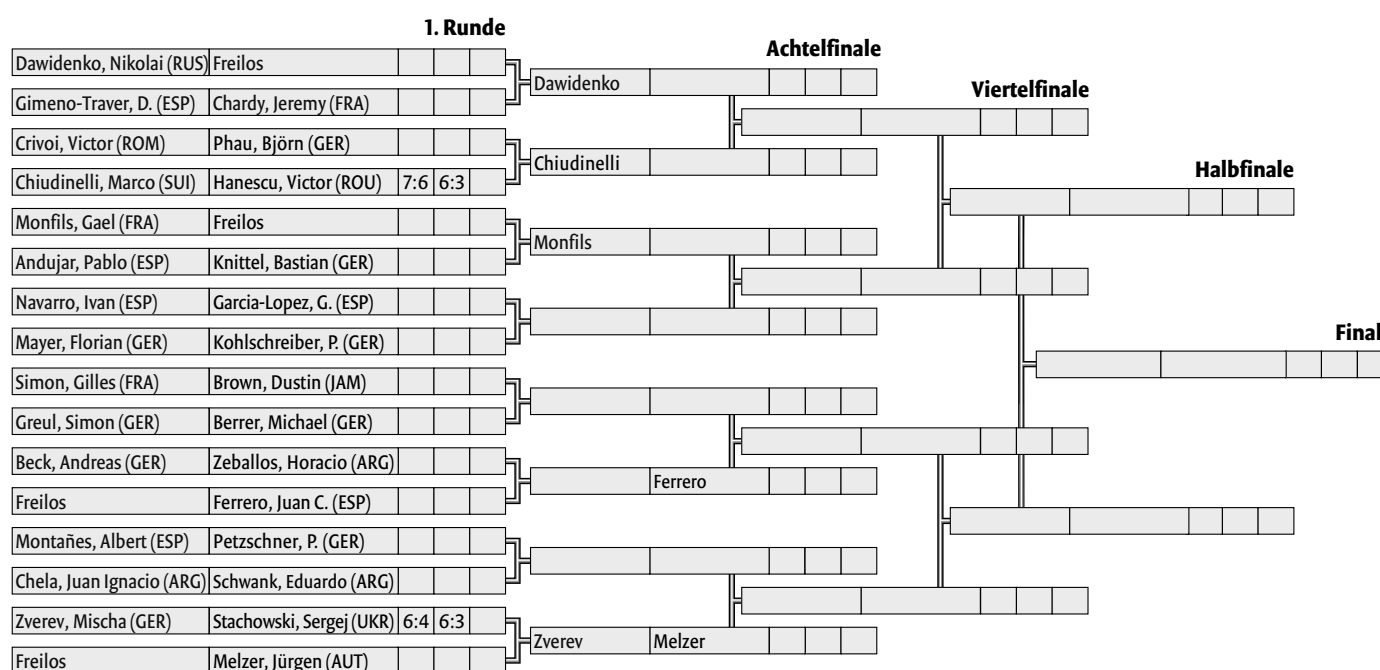 1. Runde
Dawidenko, Nikolai (RUS) Freilos
Gimeno-Traver, D. (ESP) Chardy, Jeremy (FRA)
Crivoi, Victor (ROM) Phau, Björn (GER)
Chiudinelli, Marco (SUI) Hanescu, Victor (ROU) 7:6 6:3
Monfils, Gael (FRA) Freilos
Andujar, Pablo (ESP) Knittel, Bastian (GER)
Navarro, Ivan (ESP) Garcia-Lopez, G. (ESP)
Mayer, Florian (GER) Kohlschreiber, P. (GER)
Simon, Gilles (FRA) Brown, Dustin (JAM)
Greul, Simon (GER) Berrer, Michael (GER)
Beck, Andreas (GER) Zeballos, Horacio (ARG)
Freilos Ferrero, Juan C. (ESP)
Montañes, Albert (ESP) Petzschner, P. (GER)
Chela, Juan Ignacio (ARG) Schwank, Eduardo (ARG)
Zverev, Mischa (GER) Stachowski, Sergej (UKR) 6:4 6:3
Freilos Melzer, Jürgen (AUT)
Achtelfinale
Dawidenko
Chiudinelli
Monfils
Ferrero
Zverev Melzer
Viertelfinale
Halbfinale
Final